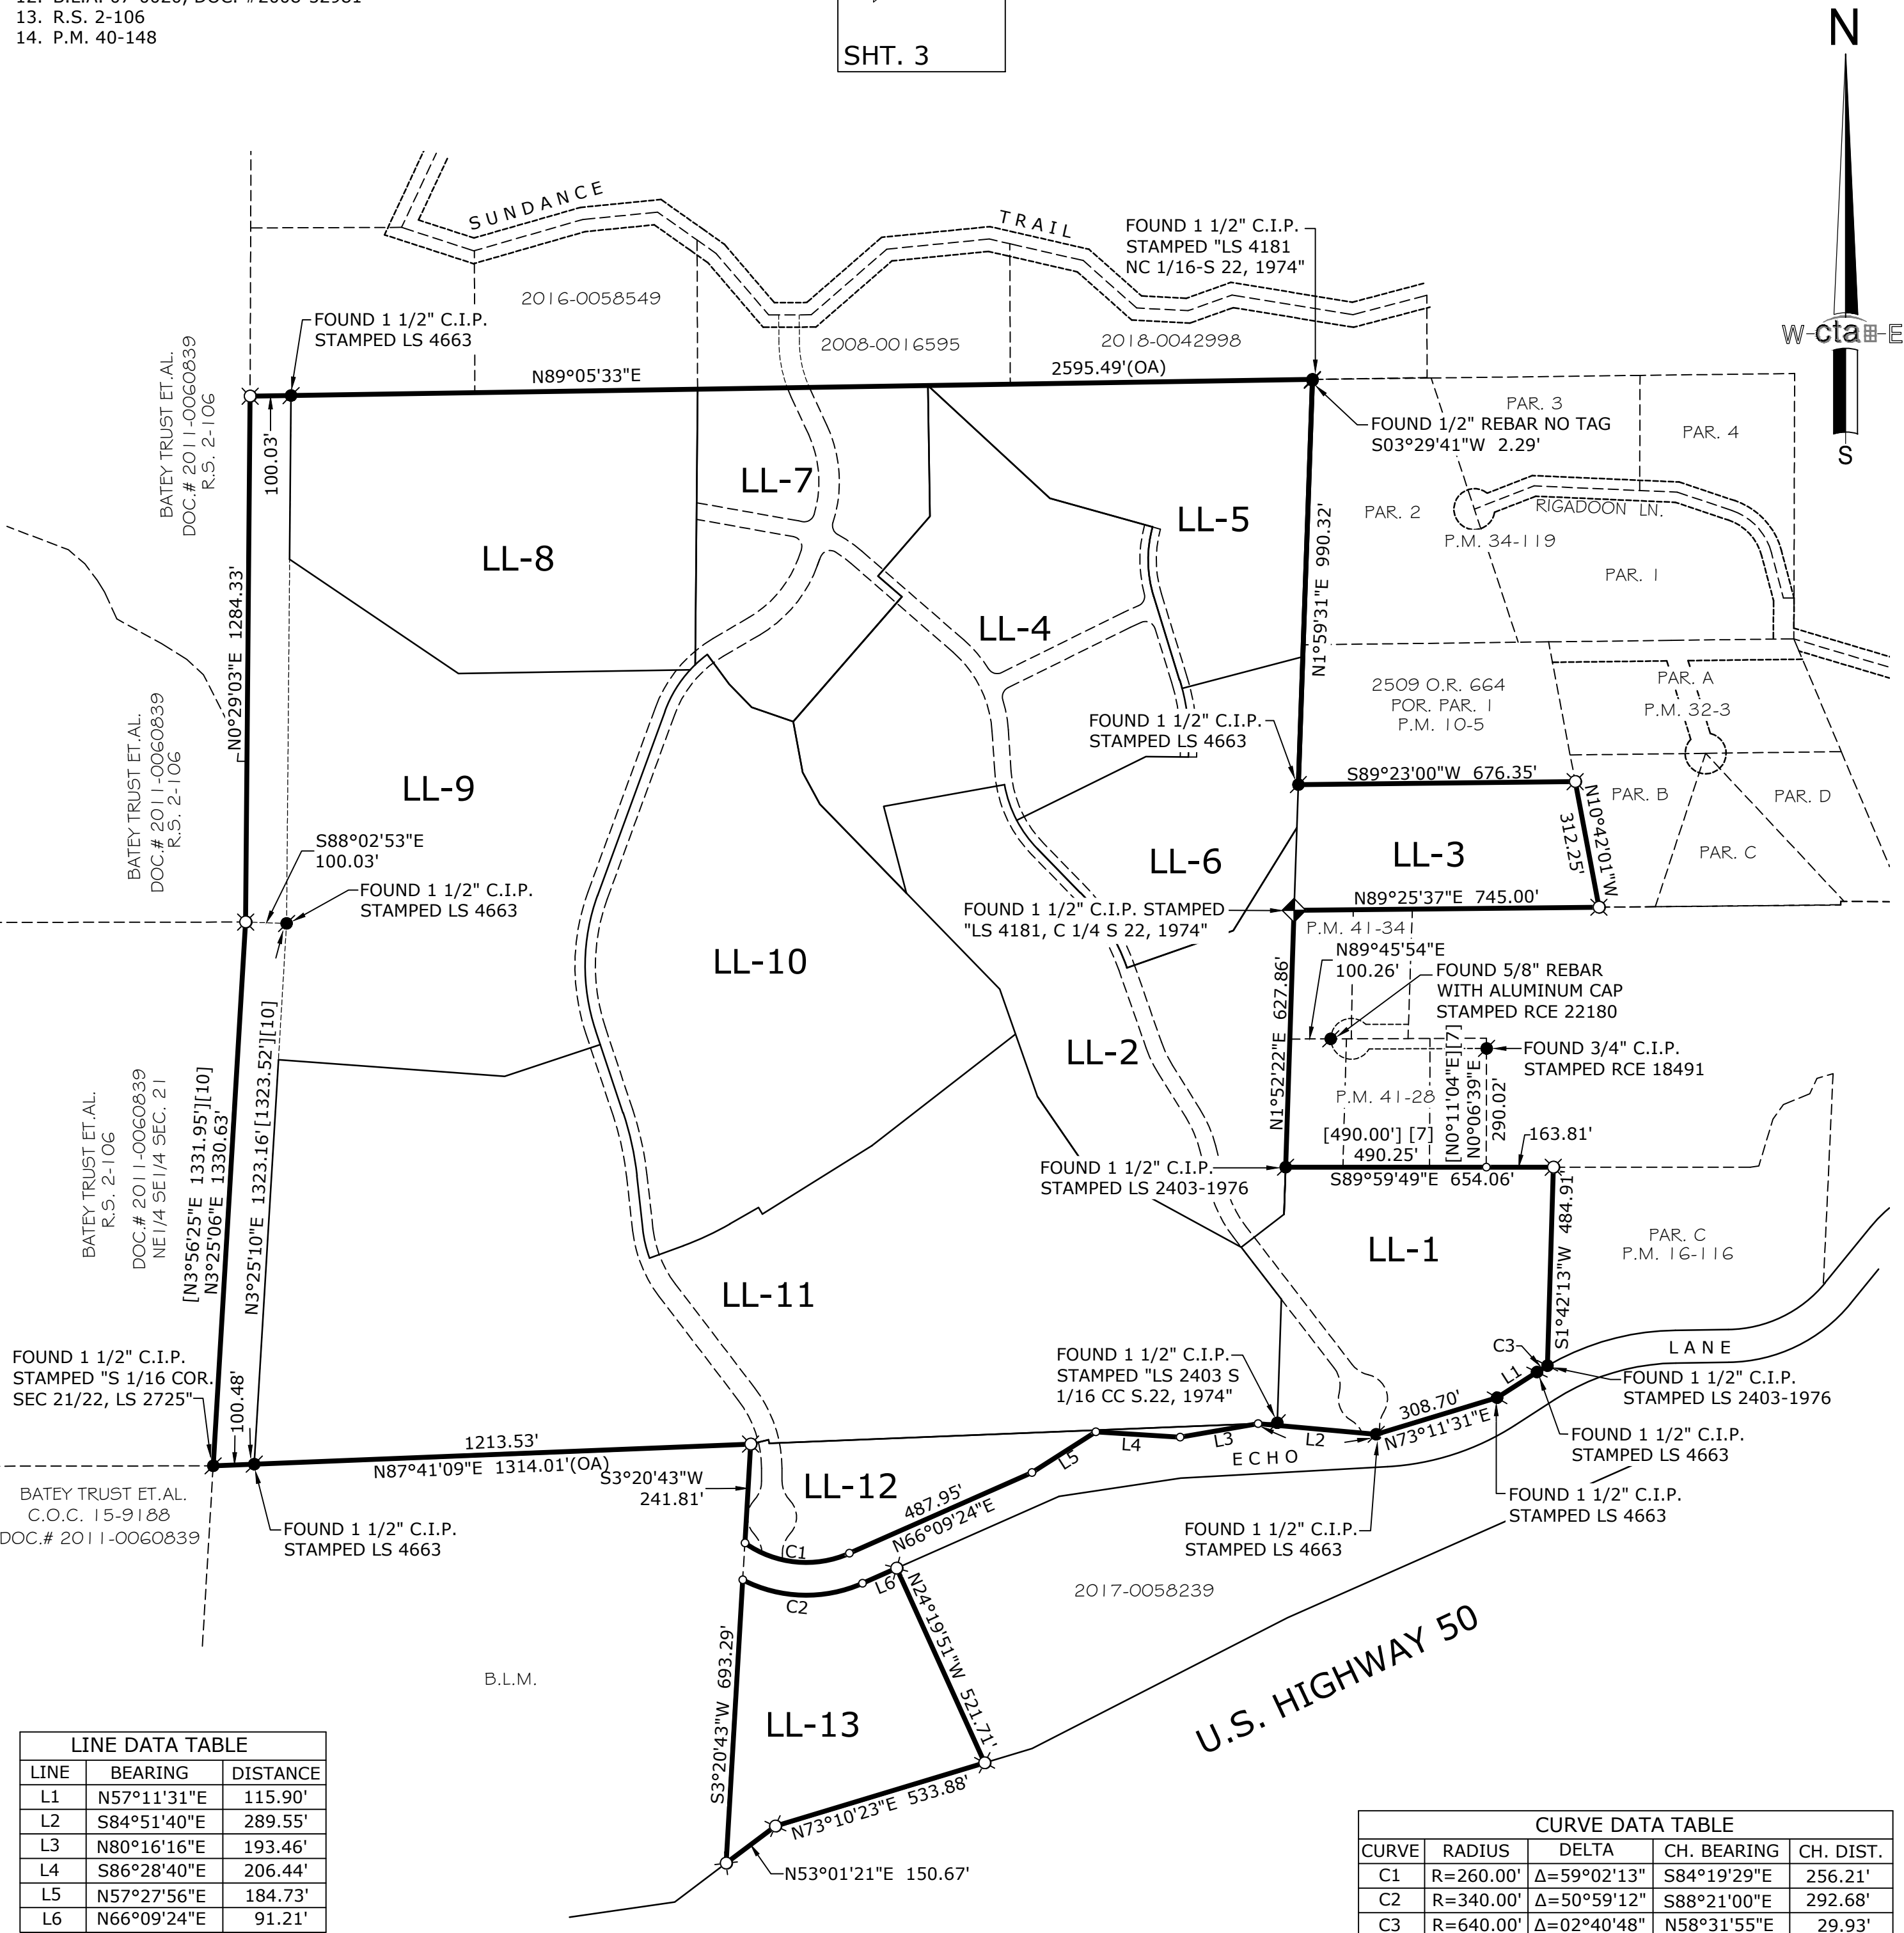 13. R.S. 2-106
14. P.M. 40-148
SHT. 3
N
W
cta
E
S
SUNDANCE
TRAIL
FOUND 1 1/2" C.I.P.
STAMPED "LS 4181
NC 1/16-S 22, 1974"
2016-0058549
FOUND 1 1/2" C.I.P.
STAMPED LS 4663
2008-0016595
2018-0042998
N89°05'33"E
2595.49'(OA)
BATEY TRUST ET.AL.
DOC.# 2011-0060839
R.S. 2-106
100.03'
PAR. 3
PAR. 4
FOUND 1/2" REBAR NO TAG
S03°29'41"W 2.29'
LL-7
LL-5
LL-8
PAR. 2
RIGADOON LN.
P.M. 34-119
PAR. 1
N1°59'31"E 990.32'
N0°29'03"E 1284.33'
LL-4
2509 O.R. 664
POR. PAR. 1
P.M. 10-5
PAR. A
P.M. 32-3
FOUND 1 1/2" C.I.P.
STAMPED LS 4663
LL-9
BATEY TRUST ET.AL.
DOC.# 2011-0060839
R.S. 2-106
S89°23'00"W 676.35'
PAR. B
PAR. D
N10°42'01"W
312.25'
S88°02'53"E
100.03'
LL-6
LL-3
PAR. C
FOUND 1 1/2" C.I.P.
STAMPED LS 4663
N89°25'37"E 745.00'
FOUND 1 1/2" C.I.P. STAMPED
"LS 4181, C 1/4 S 22, 1974"
P.M. 41-34
LL-10
N89°45'54"E
100.26'
FOUND 5/8" REBAR
WITH ALUMINUM CAP
STAMPED RCE 22180
N1°52'22"E 627.86'
LL-2
FOUND 3/4" C.I.P.
STAMPED RCE 18491
P.M. 41-28
[N0°11'04"E][7]
N0°06'39"E
290.02'
[490.00'] [7]
490.25'
163.81'
BATEY TRUST ET.AL.
R.S. 2-106
DOC.# 2011-0060839
NE1/4 SE1/4 SEC. 21
[N3°56'25"E 1331.95'][10]
N3°25'06"E 1330.63'
N3°25'10"E 1323.16'[1323.52'][10]
FOUND 1 1/2" C.I.P.
STAMPED LS 2403-1976
S89°59'49"E 654.06'
S1°42'13"W 484.91'
PAR. C
P.M. 16-116
LL-1
LL-11
LANE
C3
L1
FOUND 1 1/2" C.I.P.
STAMPED "S 1/16 COR.
SEC 21/22, LS 2725"
100.48'
FOUND 1 1/2" C.I.P.
STAMPED "LS 2403 S
1/16 CC S.22, 1974"
FOUND 1 1/2" C.I.P.
STAMPED LS 2403-1976
308.70'
N73°11'31"E
1213.53'
N87°41'09"E 1314.01'(OA)
L4
L3
L2
ECHO
FOUND 1 1/2" C.I.P.
STAMPED LS 4663
L5
S3°20'43"W
241.81'
LL-12
487.95'
N66°09'24"E
FOUND 1 1/2" C.I.P.
STAMPED LS 4663
BATEY TRUST ET.AL.
C.O.C. 15-9188
DOC.# 2011-0060839
FOUND 1 1/2" C.I.P.
STAMPED LS 4663
FOUND 1 1/2" C.I.P.
STAMPED LS 4663
C1
L6
C2
N24°19'51"W 521.71'
2017-0058239
U.S. HIGHWAY 50
B.L.M.
S3°20'43"W 693.29'
LL-13
N73°10'23"E 533.88'
N53°01'21"E 150.67'
LINE DATA TABLE
LINE BEARING DISTANCE
L1 N57°11'31"E 115.90'
L2 S84°51'40"E 289.55'
L3 N80°16'16"E 193.46'
L4 S86°28'40"E 206.44'
L5 N57°27'56"E 184.73'
L6 N66°09'24"E 91.21'
CURVE DATA TABLE
CURVE RADIUS DELTA CH. BEARING CH. DIST.
C1 R=260.00' Δ=59°02'13" S84°19'29"E 256.21'
C2 R=340.00' Δ=50°59'12" S88°21'00"E 292.68'
C3 R=640.00' Δ=02°40'48" N58°31'55"E 29.93'